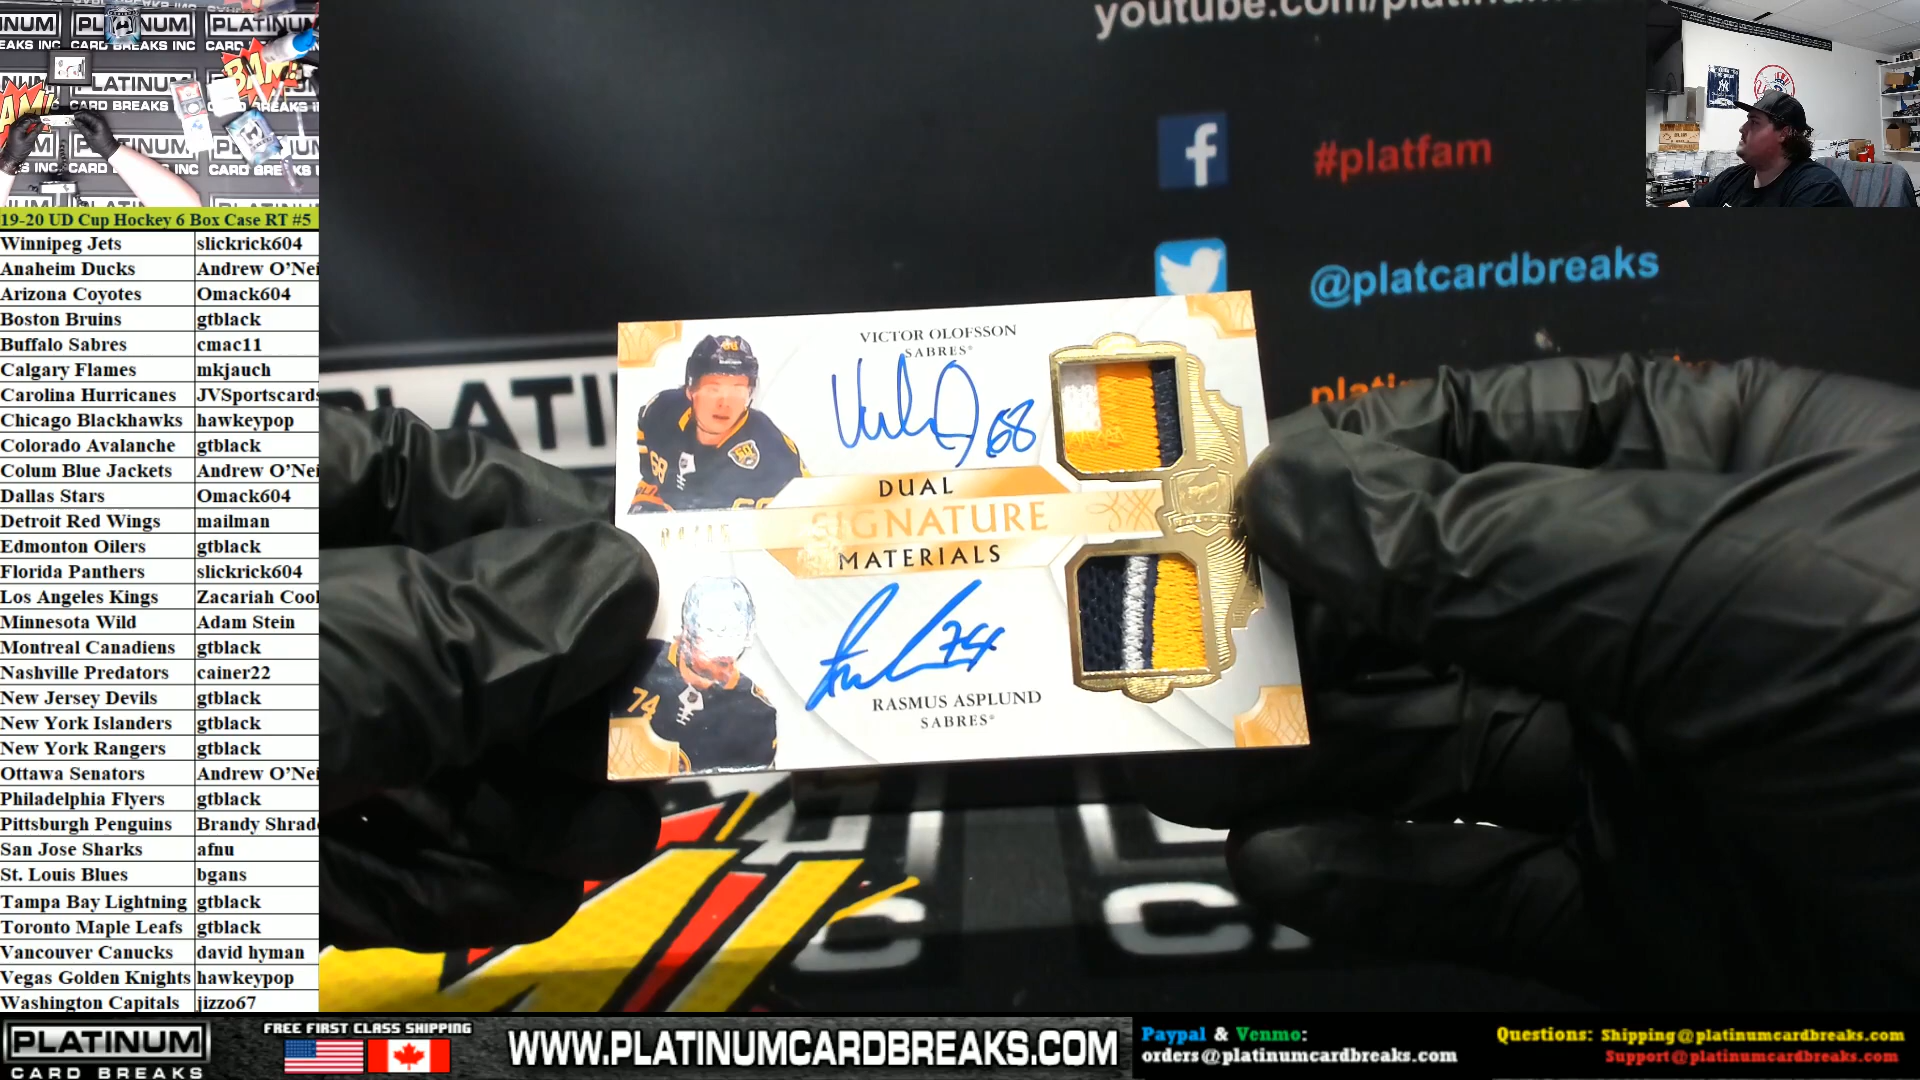 youtube.com/platinum
#platfam
@platcardbreaks
PLATINUM
CARD BREAKS
19-20 UD Cup Hockey 6 Box Case RT #5
Winnipeg Jets slickrick604
Anaheim Ducks Andrew O'Nei
Arizona Coyotes Omack604
Boston Bruins gtblack
Buffalo Sabres cmac11
Calgary Flames mkjauch
Carolina Hurricanes JVSportscards
Chicago Blackhawks hawkeypop
Colorado Avalanche gtblack
Colum Blue Jackets Andrew O'Nei
Dallas Stars Omack604
Detroit Red Wings mailman
Edmonton Oilers gtblack
Florida Panthers slickrick604
Los Angeles Kings Zacariah Cool
Minnesota Wild Adam Stein
Montreal Canadiens gtblack
Nashville Predators cainer22
New Jersey Devils gtblack
New York Islanders gtblack
New York Rangers gtblack
Ottawa Senators Andrew O'Nei
Philadelphia Flyers gtblack
Pittsburgh Penguins Brandy Shrade
San Jose Sharks afnu
St. Louis Blues bgans
Tampa Bay Lightning gtblack
Toronto Maple Leafs gtblack
Vancouver Canucks david hyman
Vegas Golden Knights hawkeypop
Washington Capitals jizzo67
VICTOR OLOFSSON
SABRES
68
DUAL
SIGNATURE
MATERIALS
74
RASMUS ASPLUND
SABRES
PLATINUM
CARD BREAKS
FREE FIRST CLASS SHIPPING
WWW.PLATINUMCARDBREAKS.COM
Paypal & Venmo:
orders@platinumcardbreaks.com
Questions: Shipping@platinumcardbreaks.com
Support@platinumcardbreaks.com